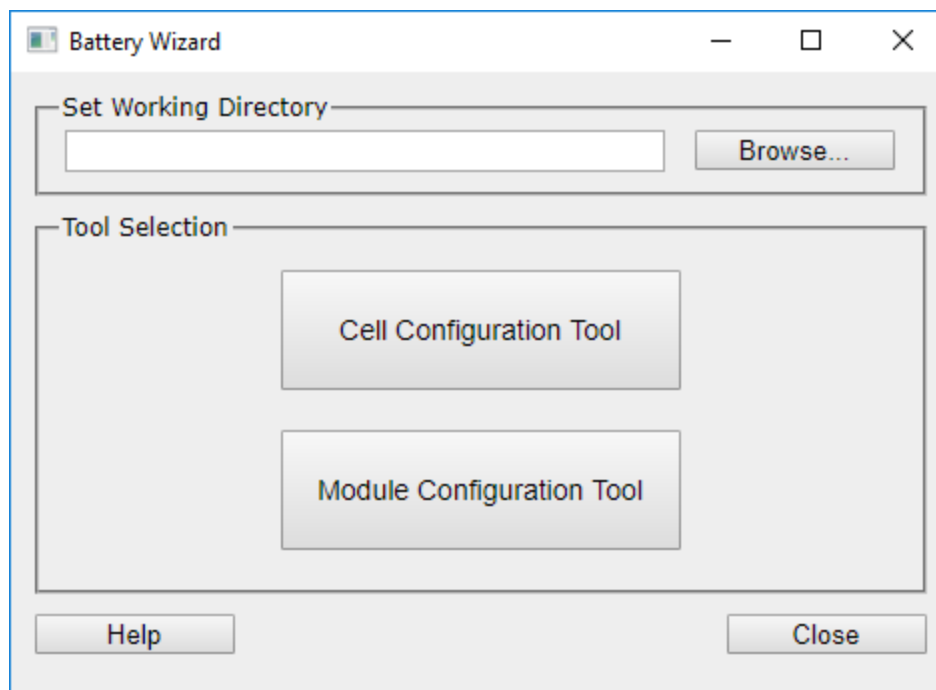 Battery Wizard
Set Working Directory
Browse...
Tool Selection
Cell Configuration Tool
Module Configuration Tool
Help
Close